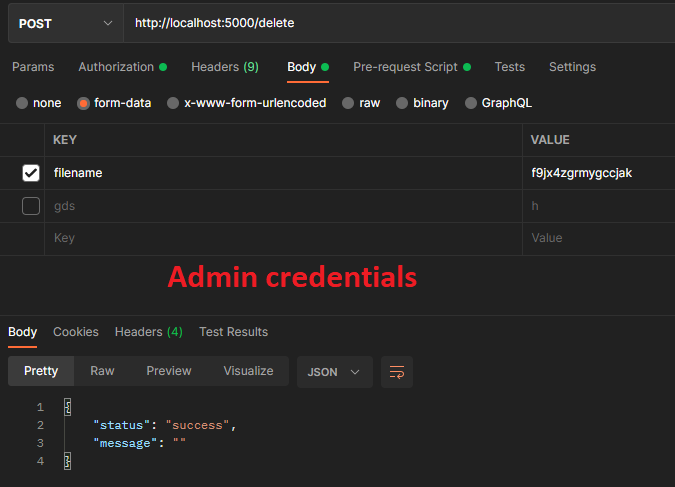 POST http://localhost:5000/delete
Params Authorization Headers (9) Body Pre-request Script Tests Settings
none form-data x-www-form-urlencoded raw binary GraphQL
KEY VALUE
filename f9jx4zgrmygccjak
gds h
Key Value
Admin credentials
Body Cookies Headers (4) Test Results
Pretty Raw Preview Visualize JSON
1 {
2 "status": "success",
3 "message": ""
4 }